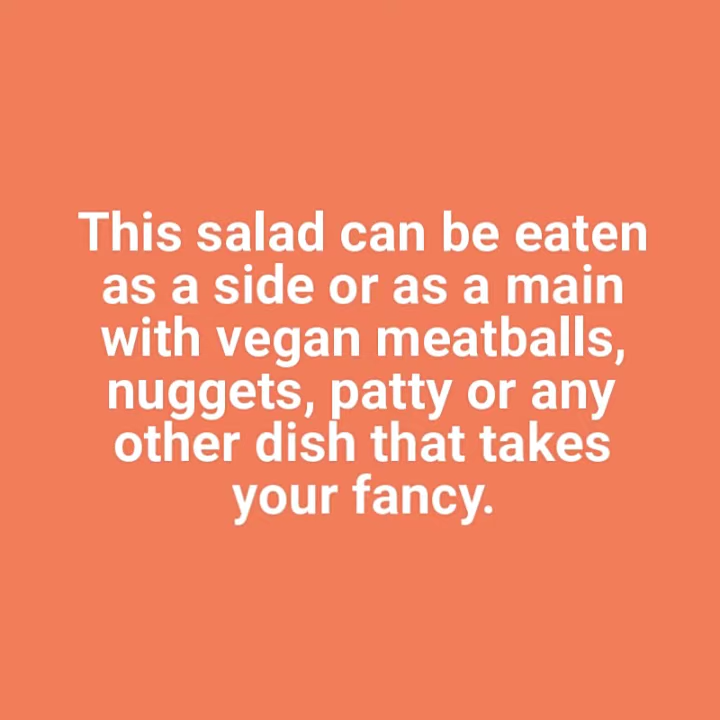 This salad can be eaten
as a side or as a main
with vegan meatballs,
nuggets, patty or any
other dish that takes
your fancy.